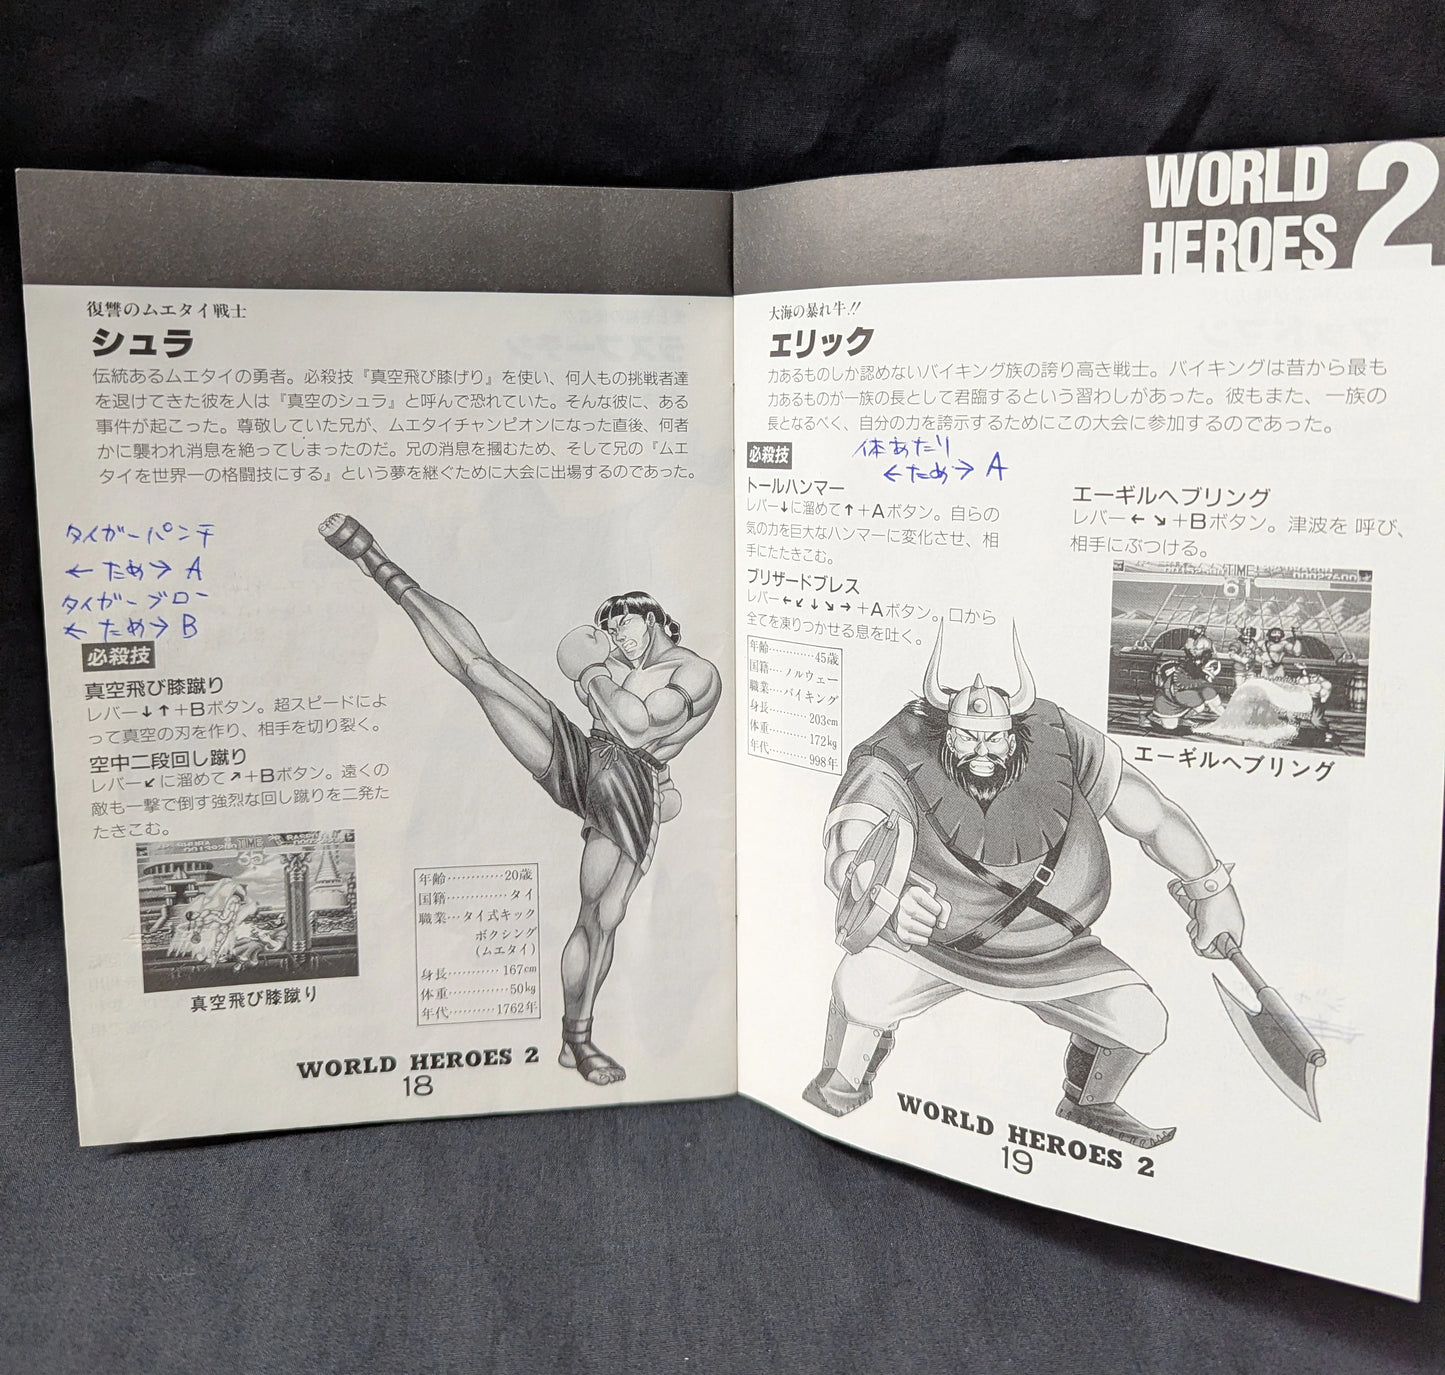 復讐のムエタイ戦士
シュラ
伝統あるムエタイの勇者。必殺技『真空飛び膝げり』を使い、何人もの挑戦者達
を退けてきた彼を人は『真空のシュラ』と呼んで恐れていた。そんな彼に、ある
事件が起こった。尊敬していた兄が、ムエタイチャンピオンになった直後、何者
かに襲われ消息を絶ってしまったのだ。兄の消息を掴むため、そして兄の『ムエ
タイを世界一の格闘技にする』という夢を継ぐために大会に出場するのであった。
タイガーパンチ
←ため→A
タイガーブロー
←ため→B
必殺技
真空飛び膝蹴り
レバー↓↑+Bボタン。超スピードによ
って真空の刃を作り、相手を切り裂く。
空中二段回し蹴り
レバー↙に溜めて↗+Bボタン。遠くの
敵も一撃で倒す強烈な回し蹴りを二発た
たきこむ。
TIME
35
真空飛び膝蹴り
年齢…………20歳
国籍…………タイ
職業…タイ式キック
ボクシング
(ムエタイ)
身長…………167cm
体重…………50kg
年代…………1762年
WORLD HEROES 2
18
WORLD
HEROES 2
大海の暴れ牛!!
エリック
力あるものしか認めないバイキング族の誇り高き戦士。バイキングは昔から最も
力あるものが一族の長として君臨するという習わしがあった。彼もまた、一族の
長となるべく、自分の力を誇示するためにこの大会に参加するのであった。
体あたり
←ため→A
必殺技
トールハンマー
レバー↓に溜めて↑+Aボタン。自らの
気の力を巨大なハンマーに変化させ、相
手にたたきこむ。
ブリザードブレス
レバー←↙↓↘→+Aボタン。口から
全てを凍りつかせる息を吐く。
年齢…………45歳
国籍…ノルウェー
職業…バイキング
身長…………203cm
体重…………172kg
年代…………998年
エーギルヘブリング
レバー←↘+Bボタン。津波を 呼び、
相手にぶつける。
TIME
61
エーギルヘブリング
WORLD HEROES 2
19